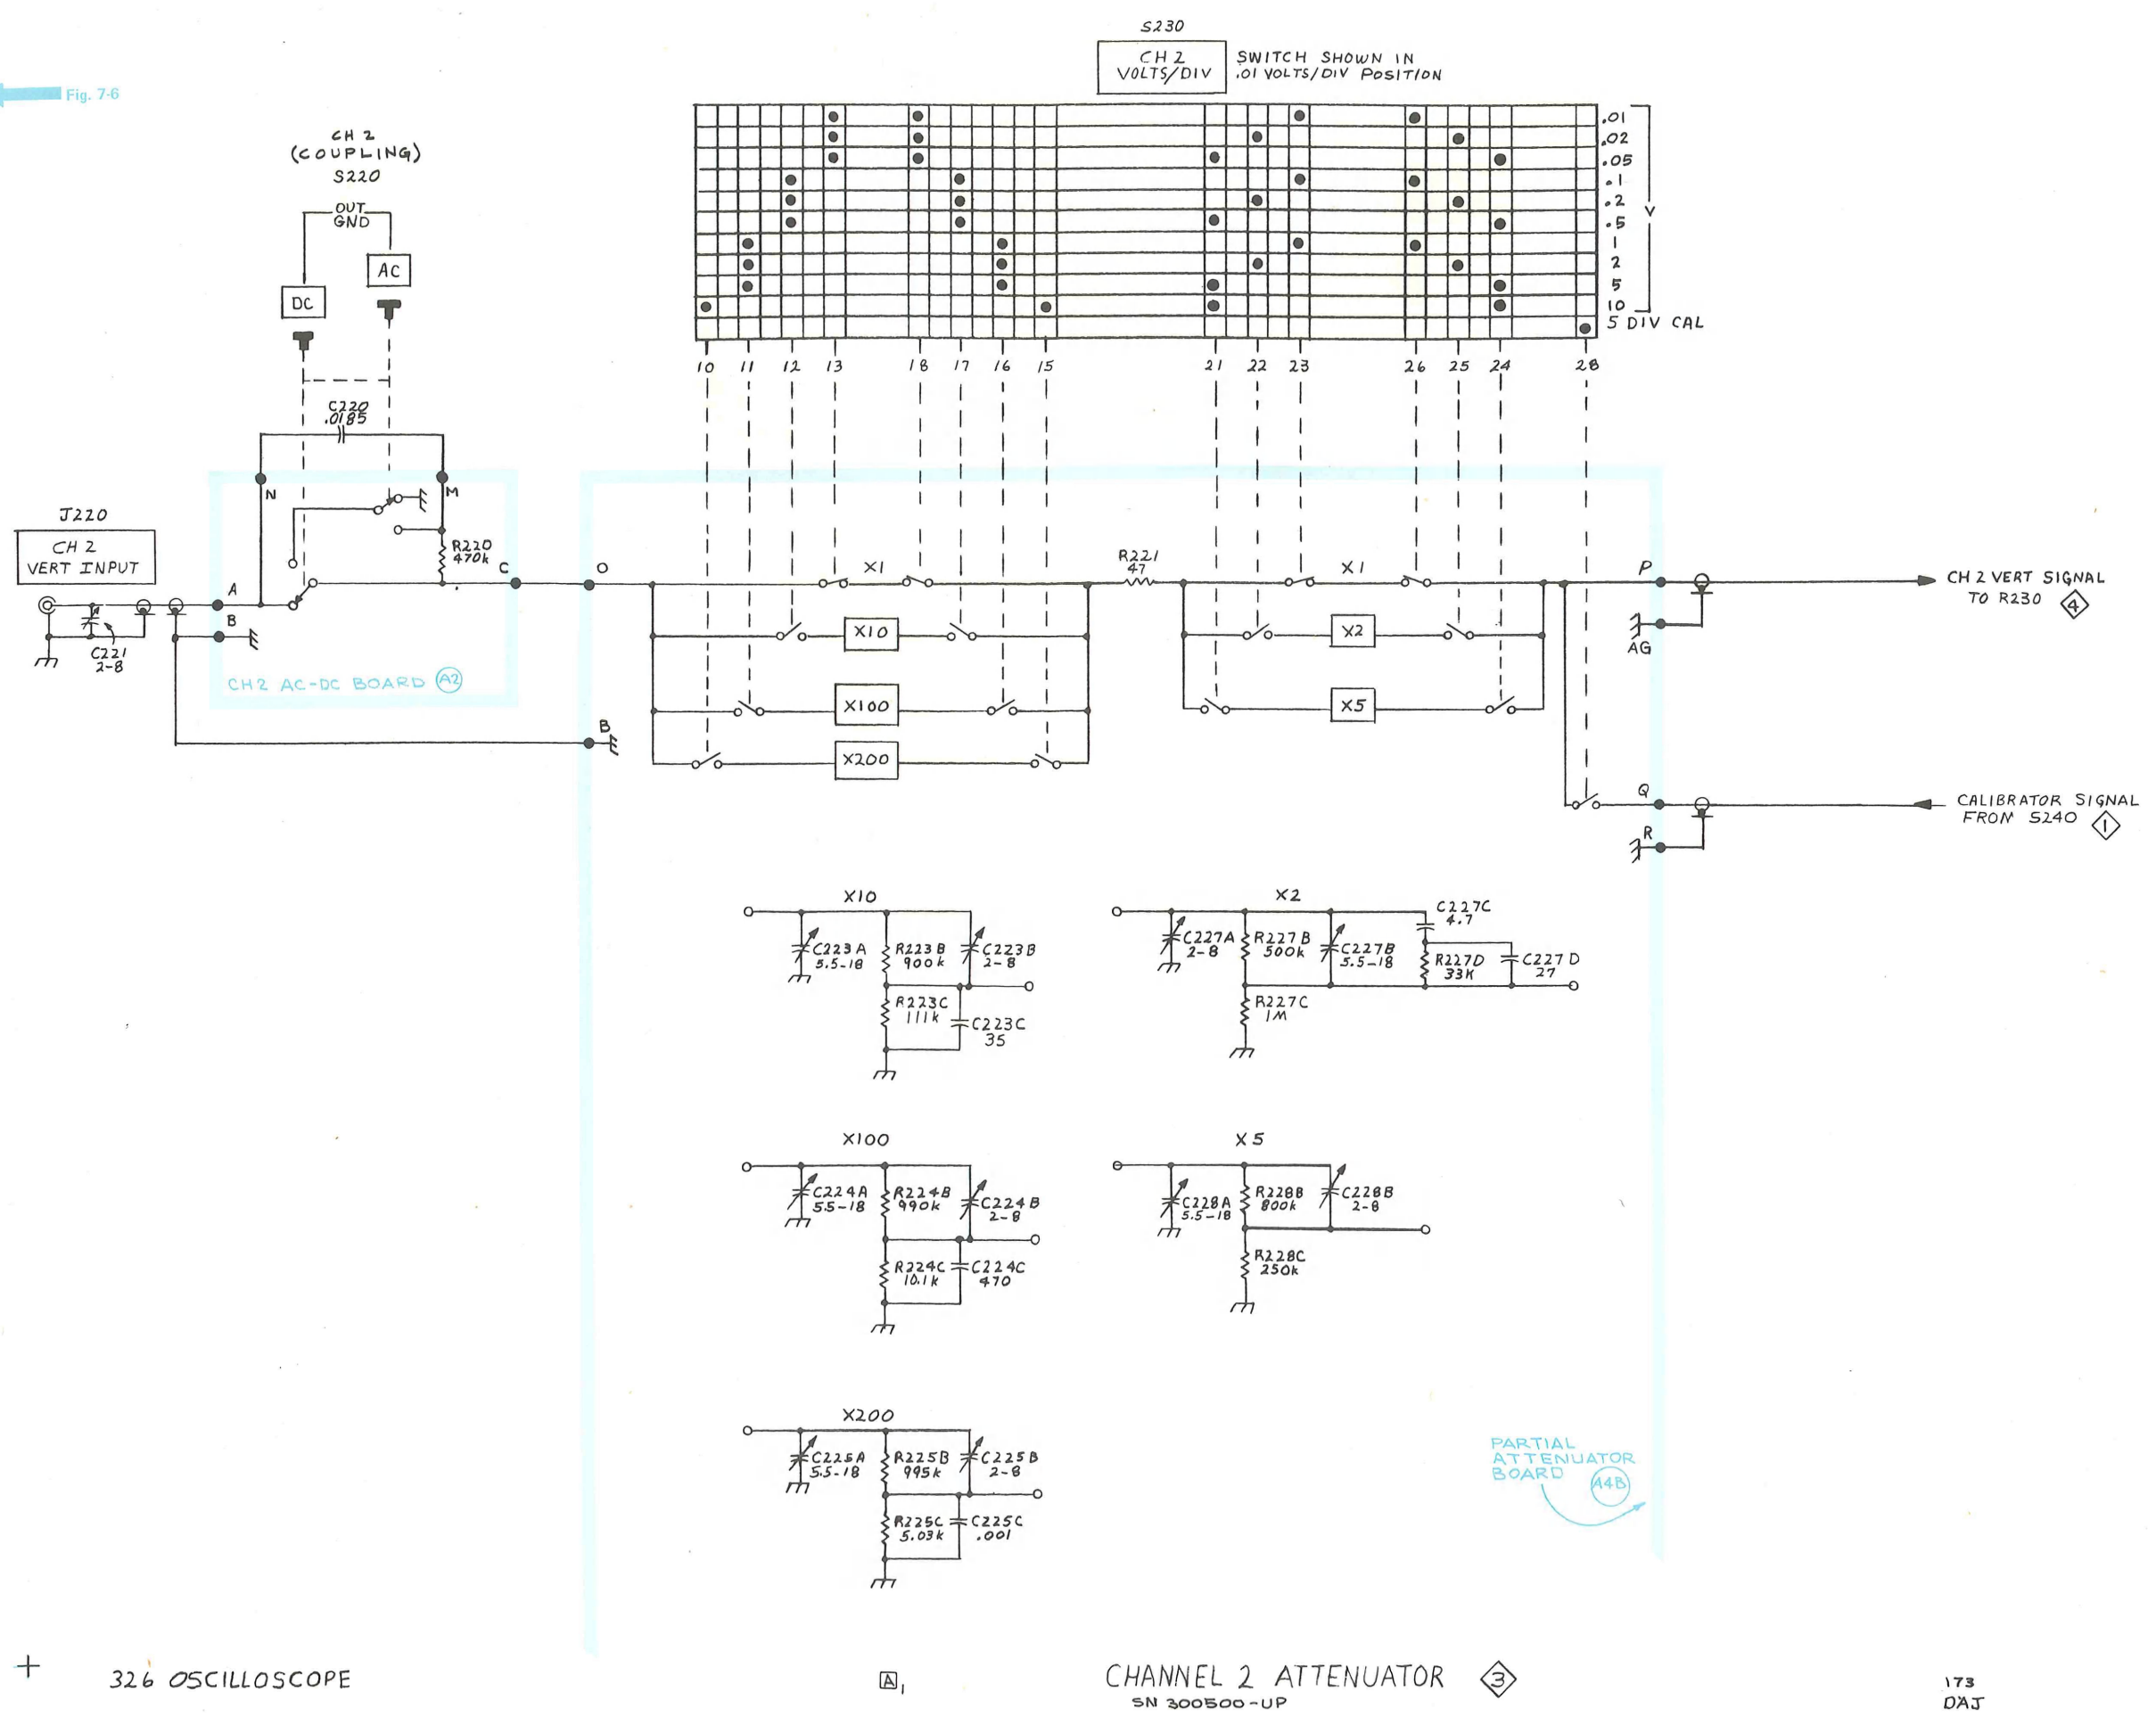 S230
CH 2
VOLTS/DIV
SWITCH SHOWN IN
.01 VOLTS/DIV POSITION
Fig. 7-6
.01
.02
.05
.1
.2
.5
1
2
5
10
V
5 DIV CAL
CH 2
(COUPLING)
S220
OUT
GND
AC
DC
10 11 12 13 18 17 16 15 21 22 23 26 25 24 28
C220
.0185
N
M
J220
CH 2
VERT INPUT
R220
470k
C
O
A
B
C221
2-8
CH2 AC-DC BOARD A2
B
X1
X10
X100
X200
R221
47
X1
X2
X5
P
CH 2 VERT SIGNAL
TO R230 4
AG
Q
CALIBRATOR SIGNAL
FROM S240 1
R
X10
C223A
5.5-18
R223B
900k
C223B
2-8
R223C
111k
C223C
35
X2
C227A
2-8
R227B
500k
C227B
5.5-18
C227C
4.7
R227D
33K
C227D
27
R227C
1M
X100
C224A
5.5-18
R224B
990k
C224B
2-8
R224C
10.1k
C224C
470
X5
C228A
5.5-18
R228B
800k
C228B
2-8
R228C
250k
X200
C225A
5.5-18
R225B
995k
C225B
2-8
R225C
5.03k
C225C
.001
PARTIAL
ATTENUATOR
BOARD
A4B
326 OSCILLOSCOPE
A1
CHANNEL 2 ATTENUATOR 3
SN 300500-UP
173
DAJ